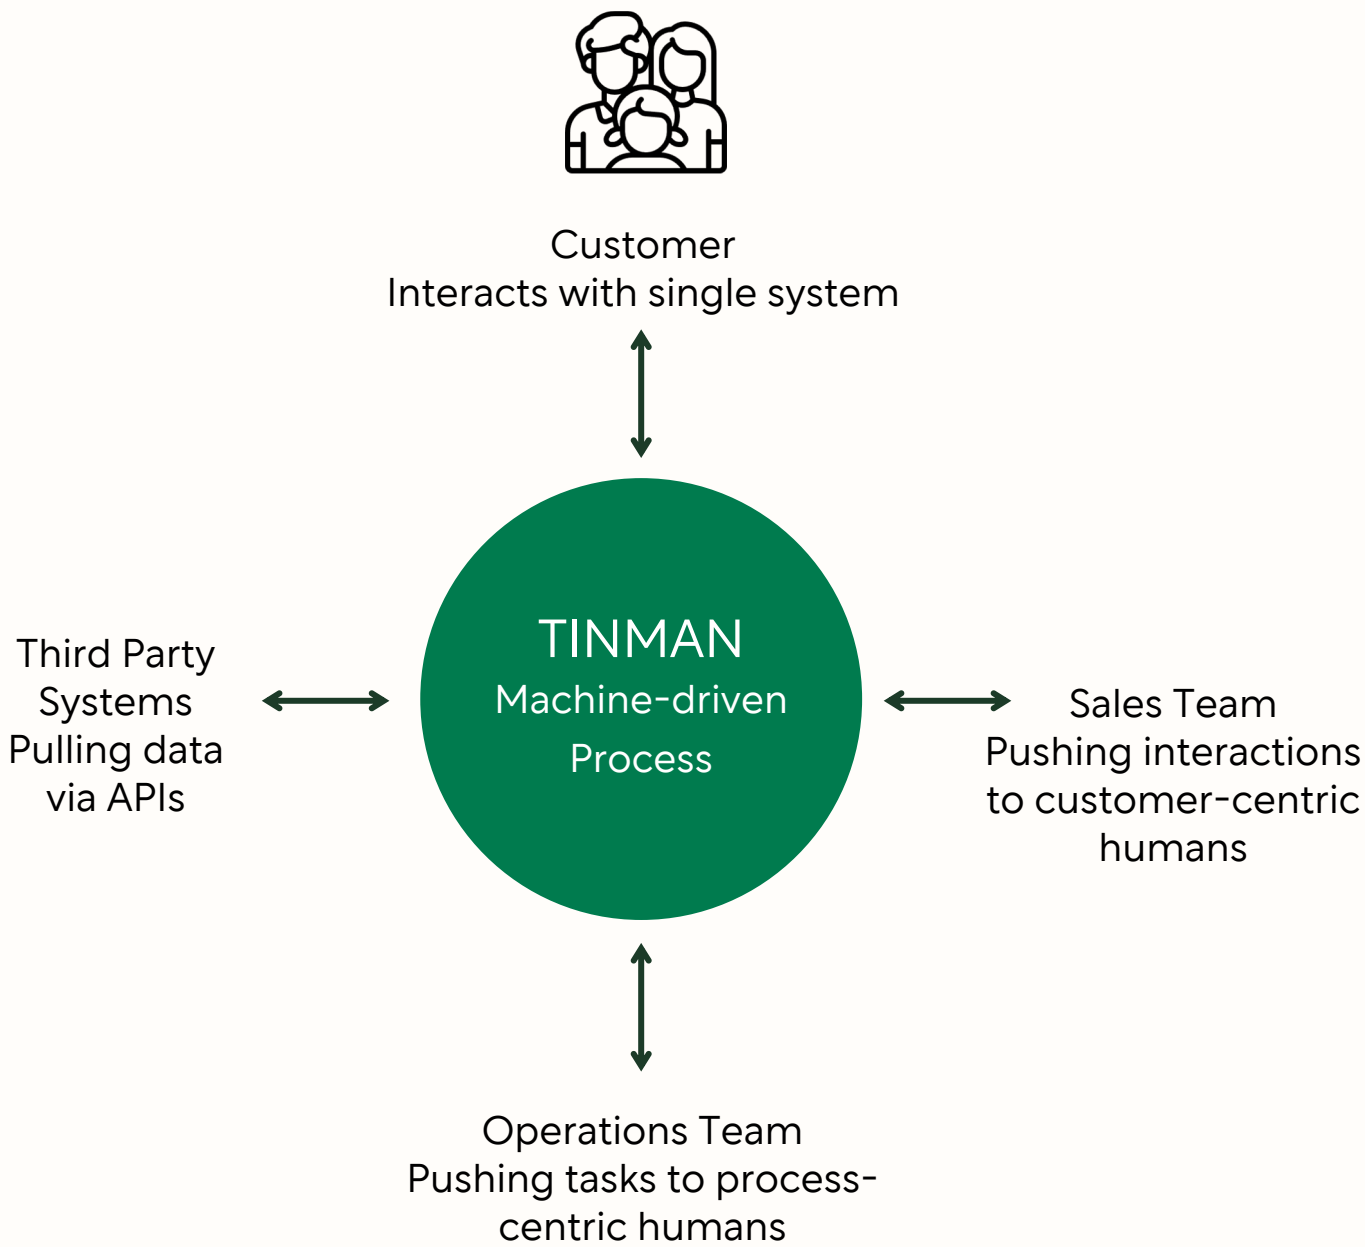 Customer
Interacts with single system
TINMAN
Machine-driven
Process
Third Party
Systems
Pulling data
via APIs
Sales Team
Pushing interactions
to customer-centric
humans
Operations Team
Pushing tasks to process-
centric humans